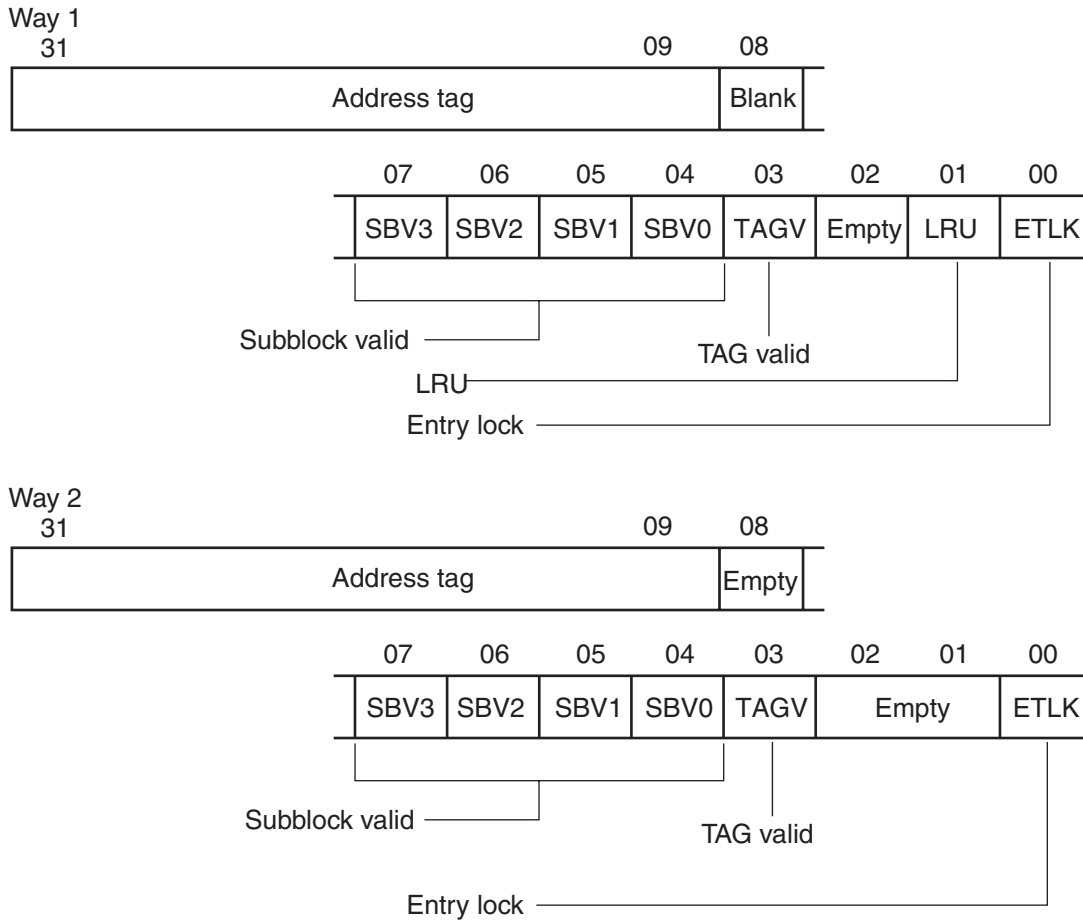 Way 1
31 09 08
Address tag Blank
07 06 05 04 03 02 01 00
SBV3 SBV2 SBV1 SBV0 TAGV Empty LRU ETLK
Subblock valid TAG valid
LRU
Entry lock
Way 2
31 09 08
Address tag Empty
07 06 05 04 03 02 01 00
SBV3 SBV2 SBV1 SBV0 TAGV Empty ETLK
Subblock valid TAG valid
Entry lock